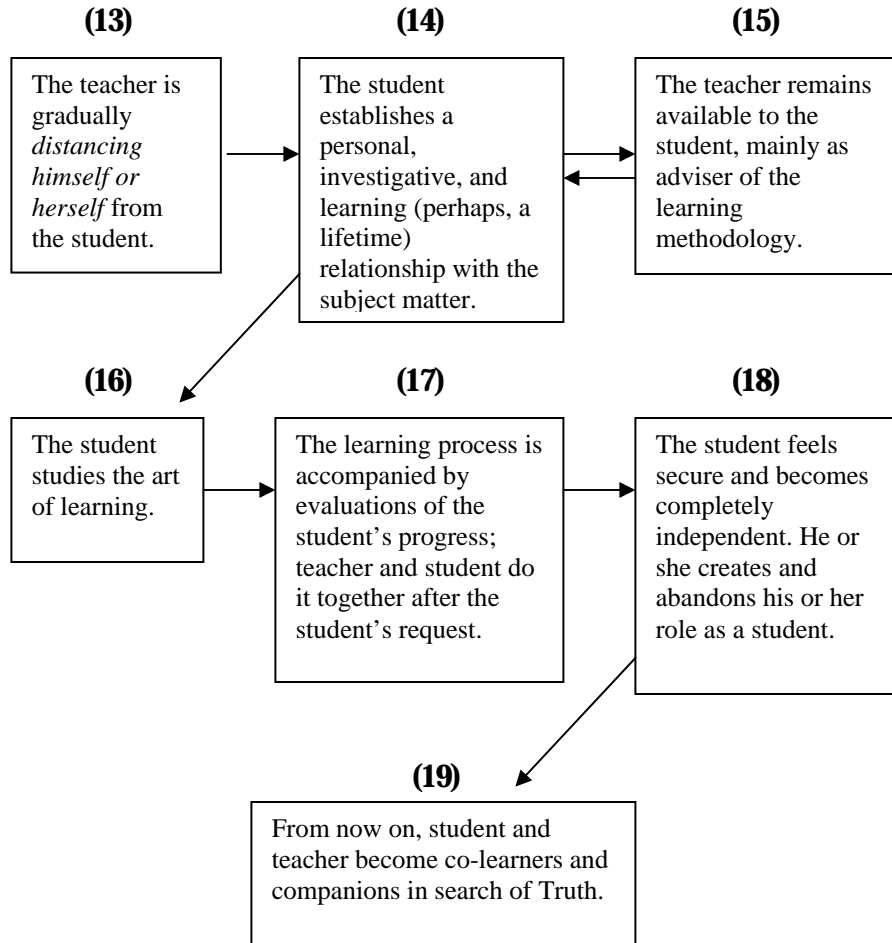 (13)
The teacher is
gradually
distancing
himself or
herself from
the student.
(14)
The student
establishes a
personal,
investigative, and
learning (perhaps, a
lifetime)
relationship with the
subject matter.
(15)
The teacher remains
available to the
student, mainly as
adviser of the
learning
methodology.
(16)
The student
studies the art
of learning.
(17)
The learning process is
accompanied by
evaluations of the
student’s progress;
teacher and student do
it together after the
student’s request.
(18)
The student feels
secure and becomes
completely
independent. He or
she creates and
abandons his or her
role as a student.
(19)
From now on, student and
teacher become co-learners and
companions in search of Truth.